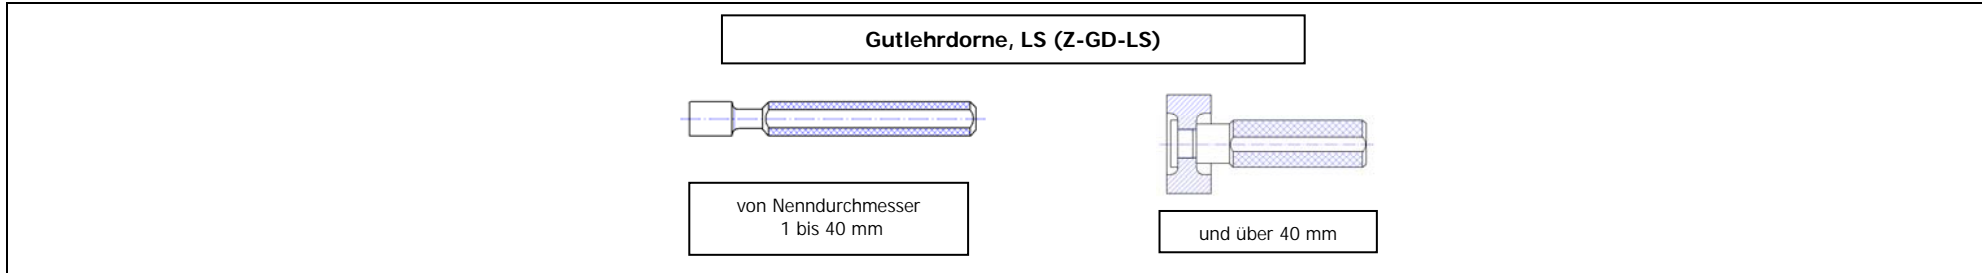 Gutlehrdorne, LS (Z-GD-LS)
von Nenndurchmesser
1 bis 40 mm
und über 40 mm